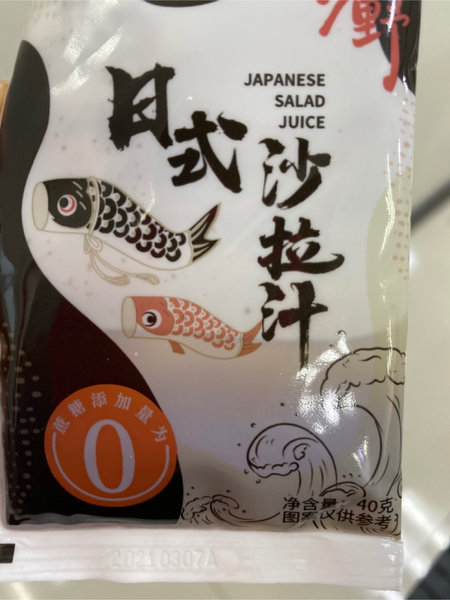 JAPANESE
SALAD
JUICE
日式
沙拉汁
蔗糖添加量为
0
净含量 40克
图案仅供参考
20210307A